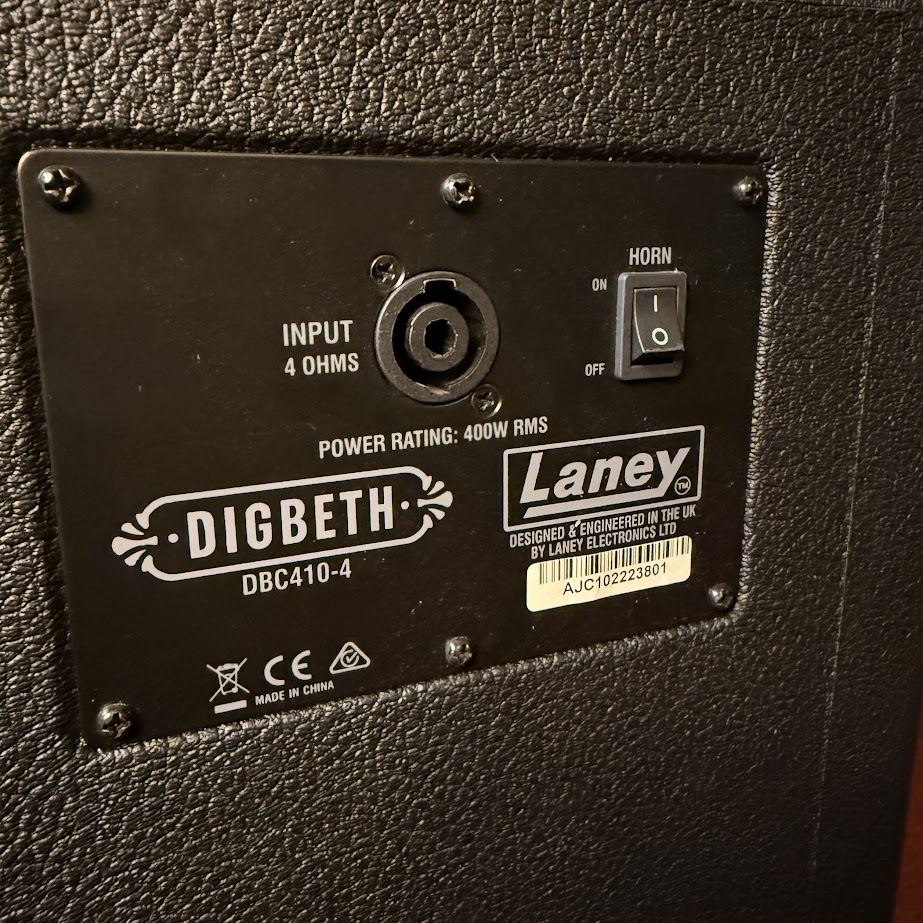 HORN
ON
I
O
OFF
INPUT
4 OHMS
POWER RATING: 400W RMS
·DIGBETH·
DBC410-4
Laney
TM
DESIGNED & ENGINEERED IN THE UK
BY LANEY ELECTRONICS LTD
AJC102223801
CE
MADE IN CHINA